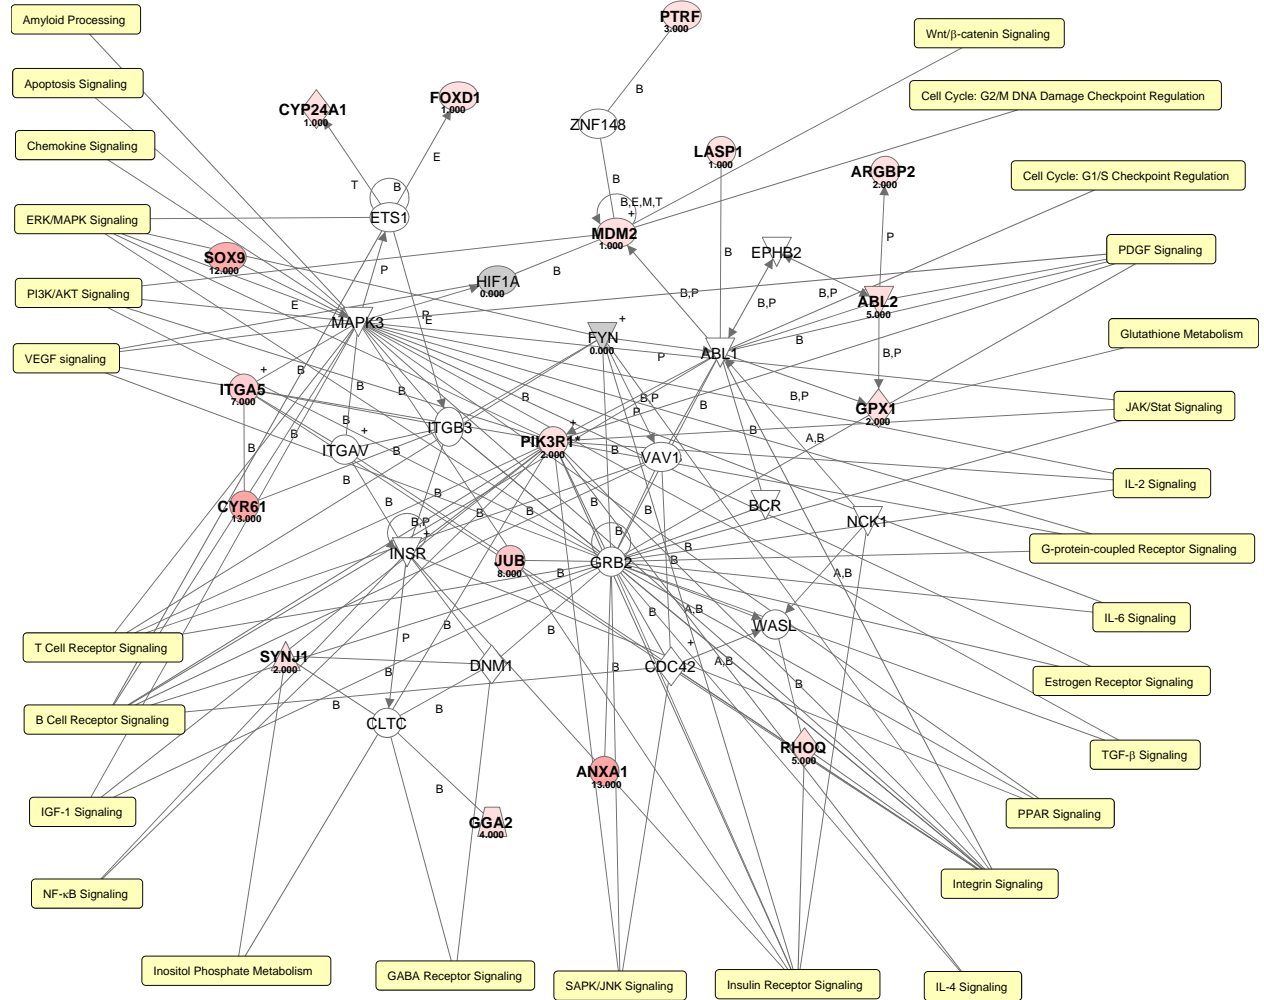 Amyloid Processing
PTRF
3.000
Wnt/β-catenin Signaling
Apoptosis Signaling
CYP24A1
1.000
FOXD1
1.000
B
Cell Cycle: G2/M DNA Damage Checkpoint Regulation
ZNF148
Chemokine Signaling
LASP1
1.000
ARGBP2
2.000
Cell Cycle: G1/S Checkpoint Regulation
E
T
B
B
B,E,M,T
+
ERK/MAPK Signaling
ETS1
MDM2
1.000
EPHB2
P
PDGF Signaling
SOX9
12.000
P
B
B
HIF1A
0.000
PI3K/AKT Signaling
E
B,P
B,P
B,P
ABL2
5.000
MAPK3
P
E
+
FYN
0.000
ABL1
B
Glutathione Metabolism
VEGF signaling
P
B,P
ITGA5
7.000
+
B
B
B
B
B,P
P
B
B,P
GPX1
2.000
JAK/Stat Signaling
B
B
B
+
ITGAV
ITGB3
+
PIK3R1*
2.000
B
VAV1
B
A,B
B
B
IL-2 Signaling
CYR61
13.000
B
B
B
B
B
BCR
NCK1
B,P
+
B
B
INSR
JUB
8.000
GRB2
B
B
G-protein-coupled Receptor Signaling
B
A,B
IL-6 Signaling
B
A,B
WASL
T Cell Receptor Signaling
P
B
B
+
SYNJ1
2.000
DNM1
B
CDC42
A,B
Estrogen Receptor Signaling
B
B
B
B
B Cell Receptor Signaling
CLTC
RHOQ
5.000
TGF-β Signaling
ANXA1
13.000
B
IGF-1 Signaling
GGA2
4.000
PPAR Signaling
NF-κB Signaling
Integrin Signaling
Inositol Phosphate Metabolism
GABA Receptor Signaling
SAPK/JNK Signaling
Insulin Receptor Signaling
IL-4 Signaling